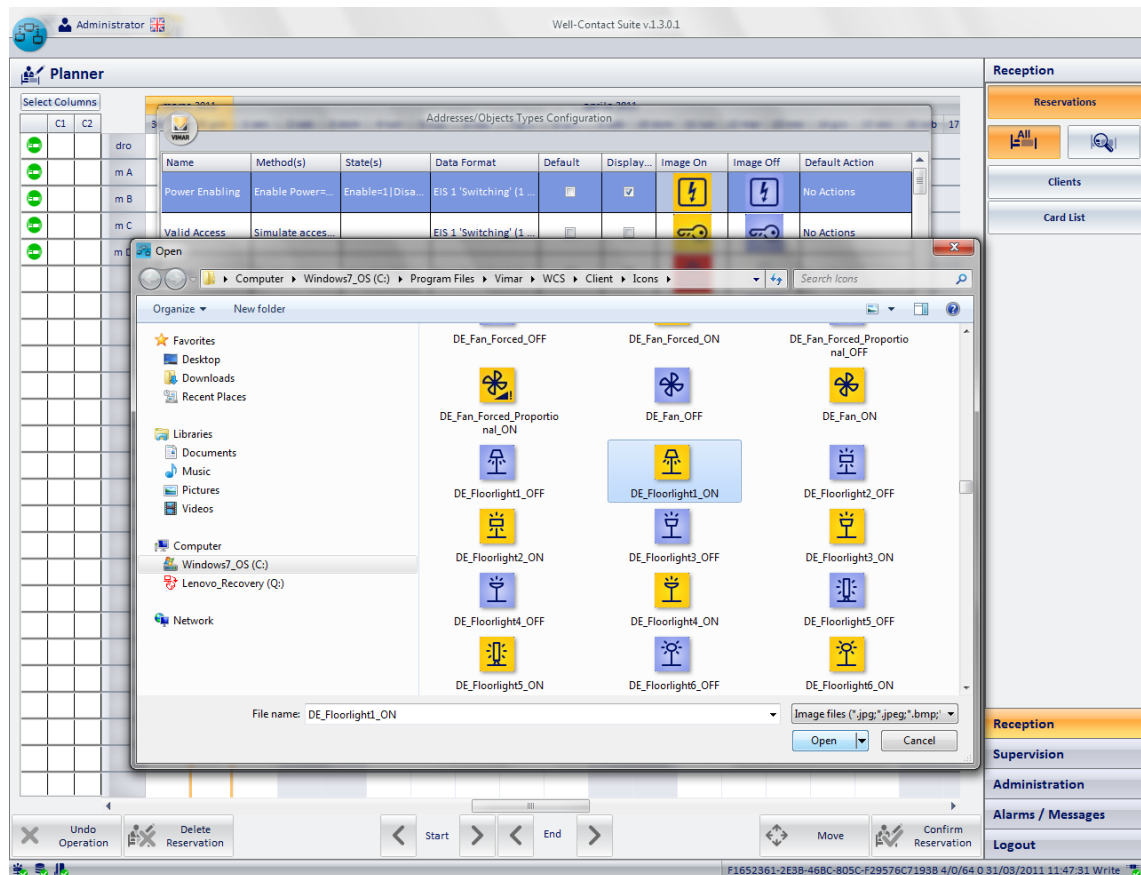 Administrator
Well-Contact Suite v.1.3.0.1
Planner
Reception
Select Columns
C1 C2
dro
m A
m B
m C
m
aprile 2011
17
Addresses/Objects Types Configuration
VIMAR
Name Method(s) State(s) Data Format Default Display... Image On Image Off Default Action
Power Enabling Enable Power=... Enable=1|Disa... EIS 1 'Switching' (1 ... No Actions
Valid Access Simulate acces... EIS 1 'Switching' (1 ... No Actions
Reservations
All
Clients
Card List
Open
Computer Windows7_OS (C:) Program Files Vimar WCS Client Icons
Search Icons
Organize New folder
Favorites
Desktop
Downloads
Recent Places
Libraries
Documents
Music
Pictures
Videos
Computer
Windows7_OS (C:)
Lenovo_Recovery (Q:)
Network
DE_Fan_Forced_OFF DE_Fan_Forced_ON DE_Fan_Forced_Proportio
nal_OFF
DE_Fan_Forced_Proportio
nal_ON
DE_Fan_OFF DE_Fan_ON
DE_Floorlight1_OFF DE_Floorlight1_ON DE_Floorlight2_OFF
DE_Floorlight2_ON DE_Floorlight3_OFF DE_Floorlight3_ON
DE_Floorlight4_OFF DE_Floorlight4_ON DE_Floorlight5_OFF
DE_Floorlight5_ON DE_Floorlight6_OFF DE_Floorlight6_ON
File name: DE_Floorlight1_ON
Image files (*.jpg;*.jpeg;*.bmp;
Open Cancel
Reception
Supervision
Administration
Alarms / Messages
Logout
Undo
Operation
Delete
Reservation
Start End
Move
Confirm
Reservation
F1652361-2E3B-46BC-805C-F29576C7193B 4/0/64 0 31/03/2011 11:47:31 Write